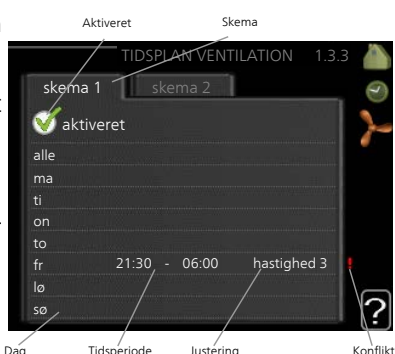 Aktiveret Skema
TIDSPLAN VENTILATION 1.3.3
skema 1 skema 2
aktiveret
alle
ma
ti
on
to
fr 21:30 - 06:00 hastighed 3
lø
sø
?
Dag Tidsperiode Justering Konflikt